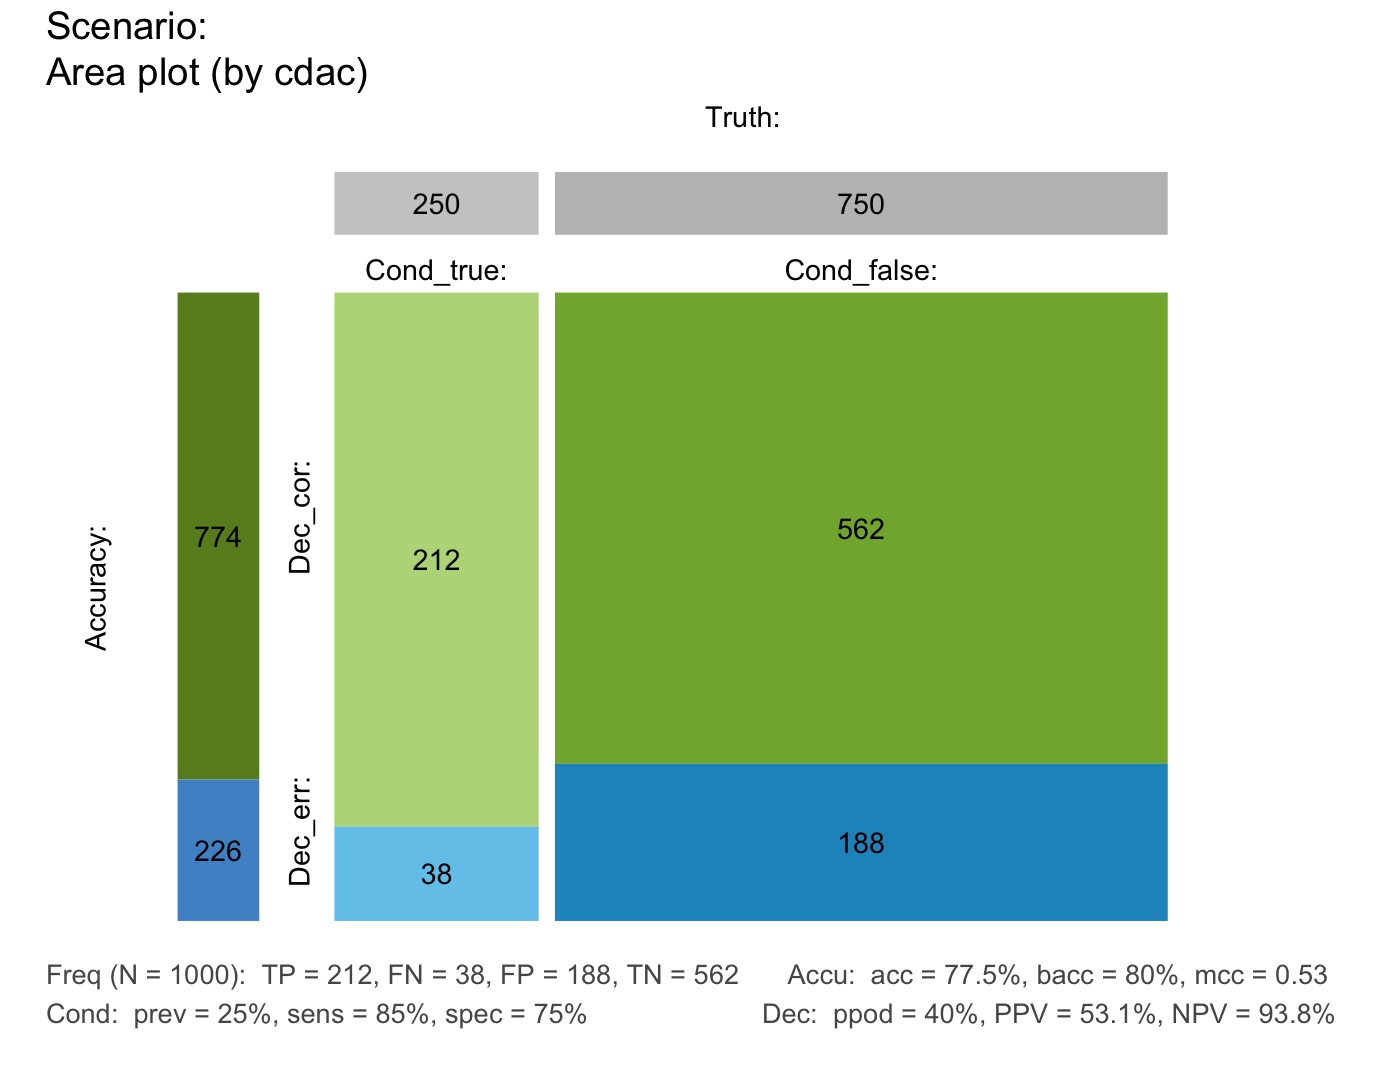 Scenario:
Area plot (by cdac)
Truth:
250
750
Cond_true:
Cond_false:
Accuracy:
774
226
Dec_cor:
Dec_err:
212
562
38
188
Freq (N = 1000):  TP = 212, FN = 38, FP = 188, TN = 562
Accu:  acc = 77.5%, bacc = 80%, mcc = 0.53
Cond:  prev = 25%, sens = 85%, spec = 75%
Dec:  ppod = 40%, PPV = 53.1%, NPV = 93.8%